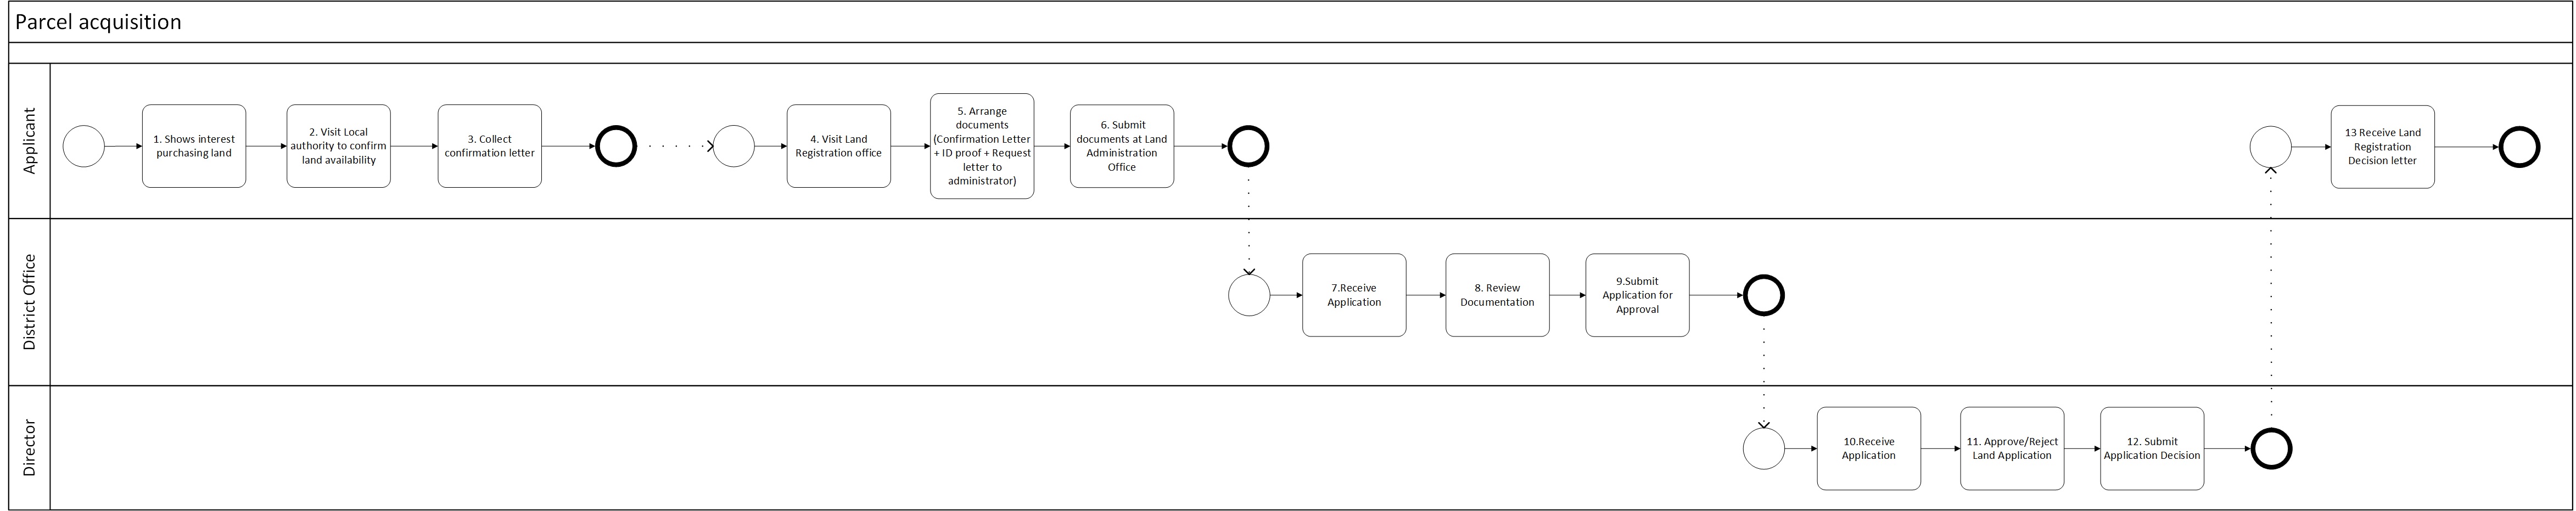 Parcel acquisition
Applicant
1. Shows interest
purchasing land
2. Visit Local
authority to confirm
land availability
3. Collect
confirmation letter
4. Visit Land
Registration office
5. Arrange
documents
(Confirmation Letter
+ ID proof + Request
letter to
administrator)
6. Submit
documents at Land
Administration
Office
13 Receive Land
Registration
Decision letter
District Office
7.Receive
Application
8. Review
Documentation
9.Submit
Application for
Approval
Director
10.Receive
Application
11. Approve/Reject
Land Application
12. Submit
Application Decision